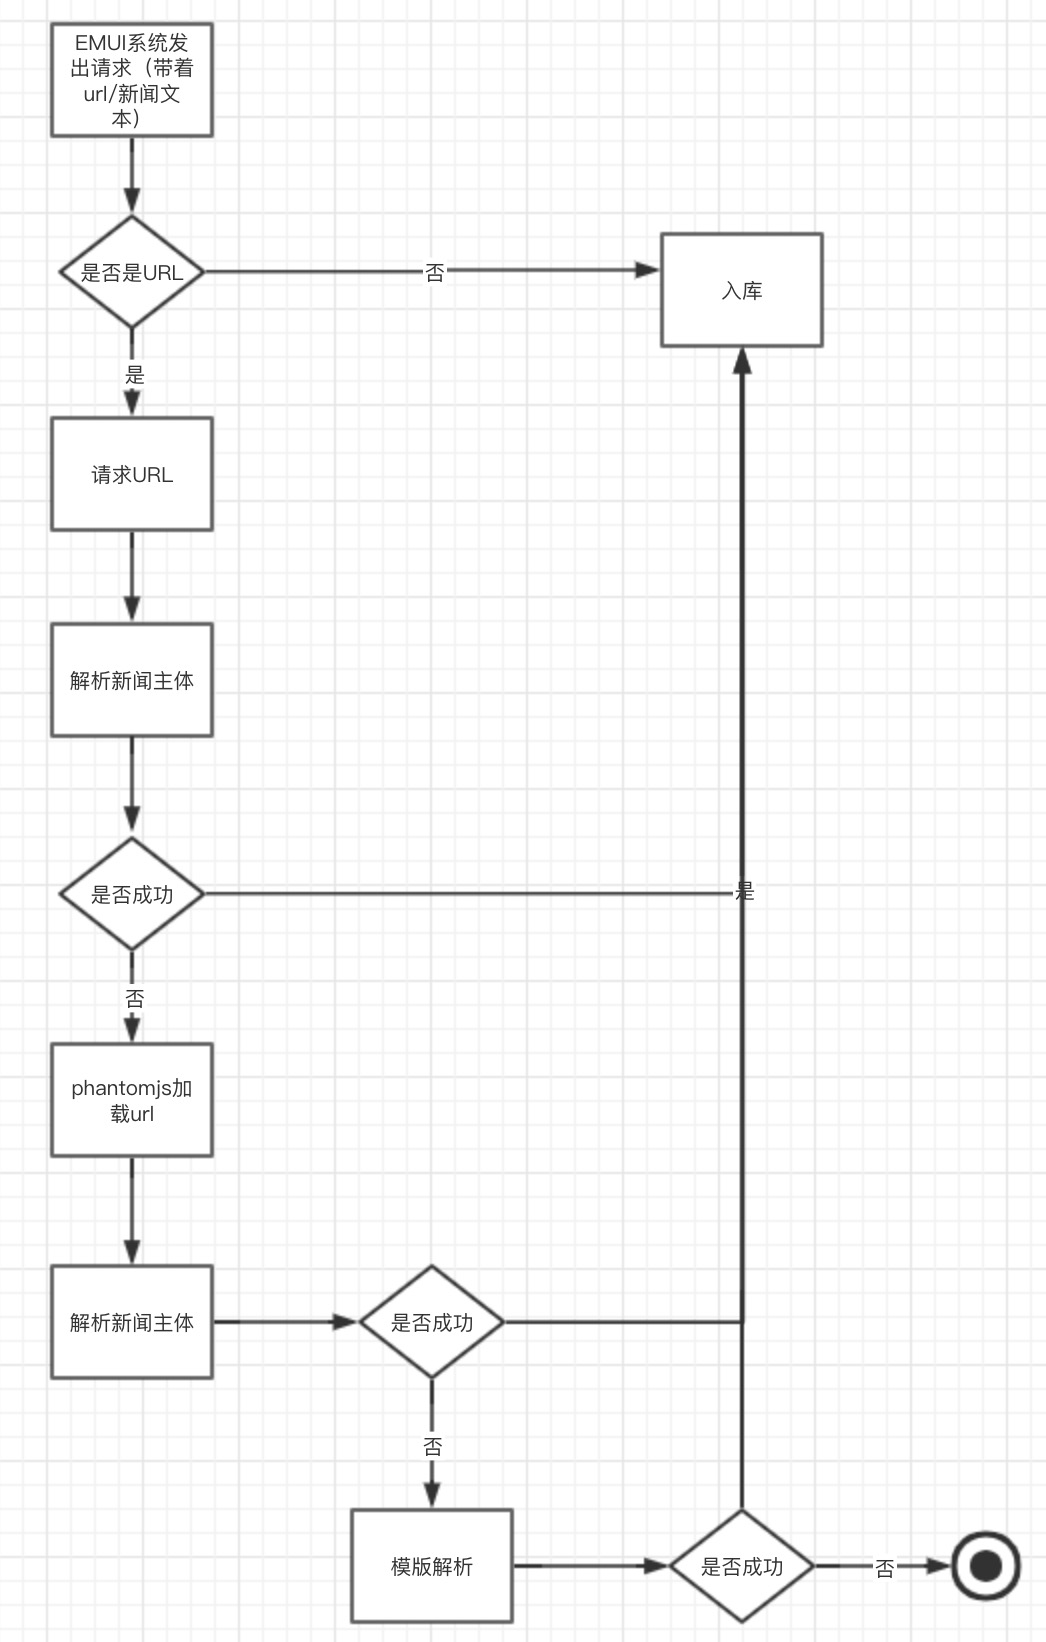 EMUI系统发
出请求（带着
url/新闻文
本）
是否是URL
否
入库
是
请求URL
解析新闻主体
是否成功
是
否
phantomjs加
载url
解析新闻主体
是否成功
否
模版解析
是否成功
否